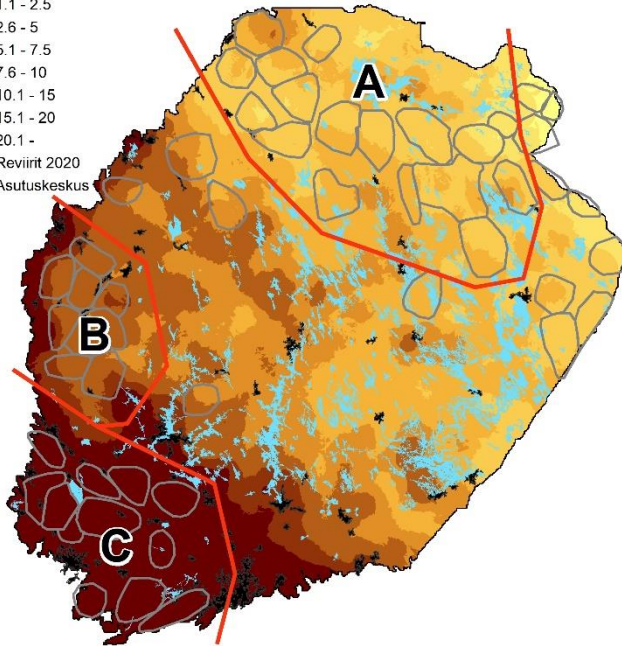 1.1 - 2.5
2.6 - 5
5.1 - 7.5
7.6 - 10
10.1 - 15
15.1 - 20
20.1 -
Reviirit 2020
Asutuskeskus
A
B
C